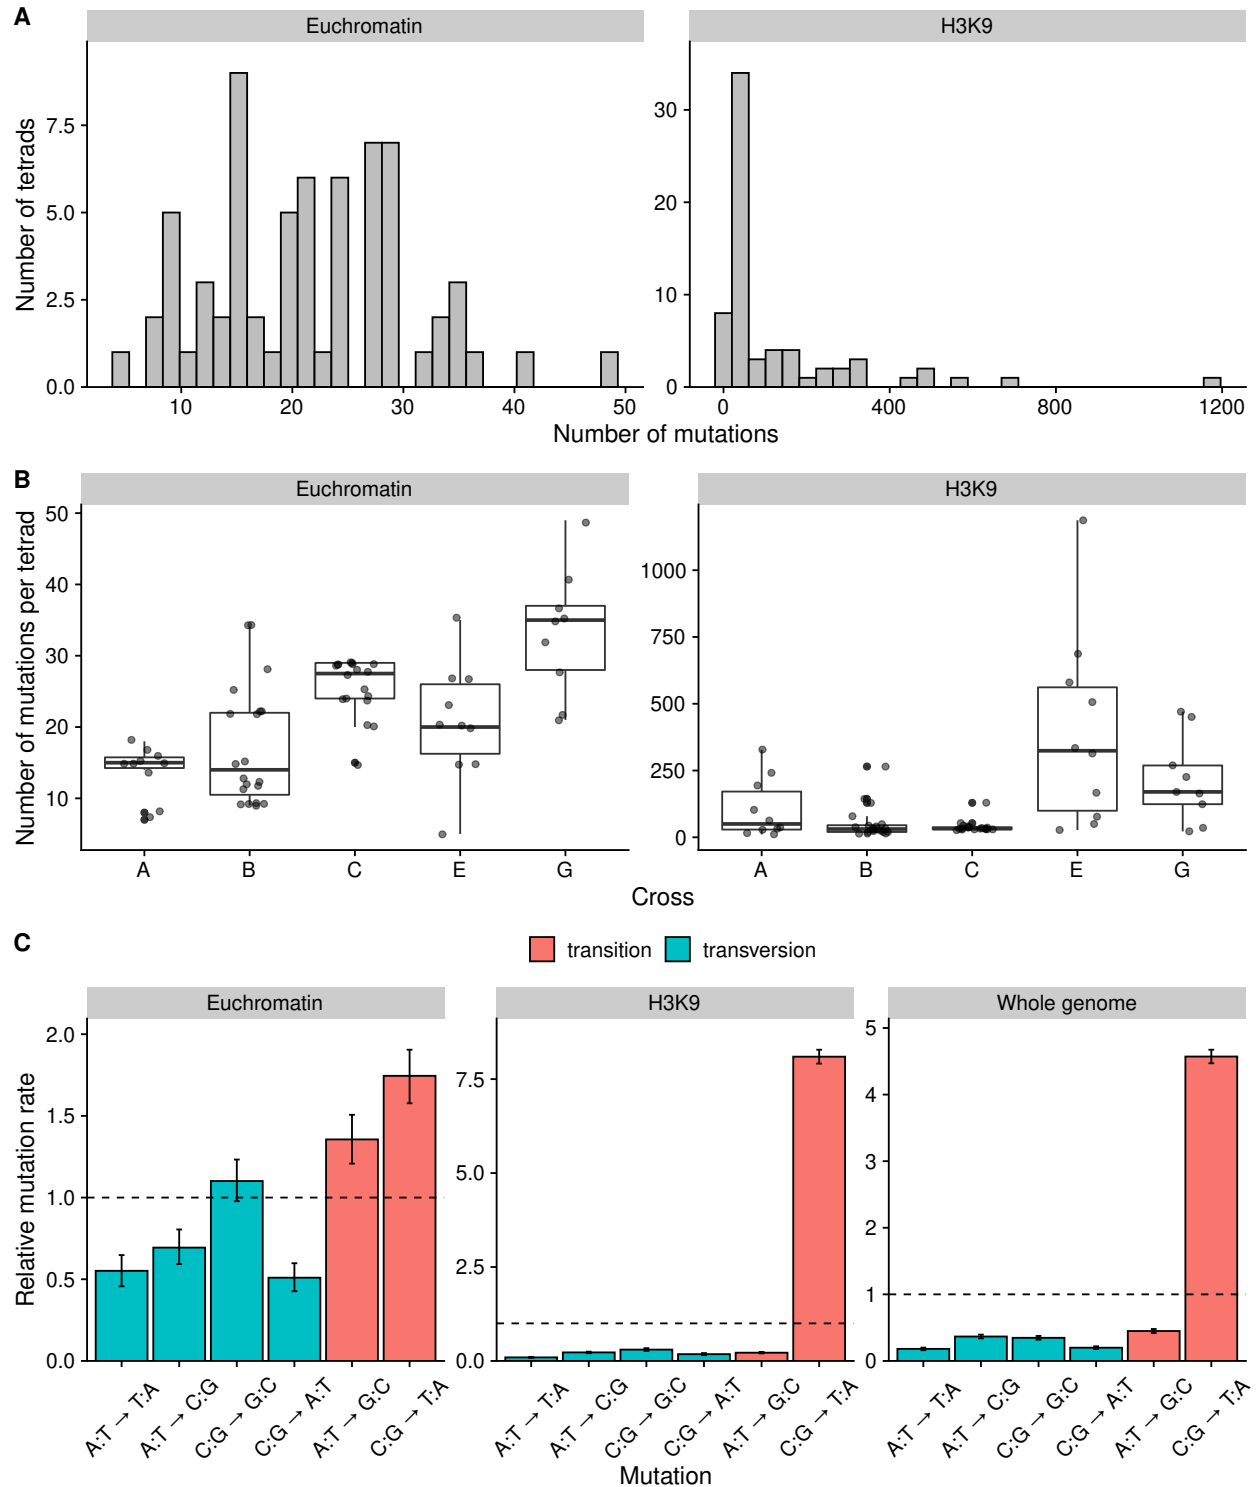 A
Euchromatin
H3K9
Number of tetrads
0.0
2.5
5.0
7.5
10
20
30
40
50
0
10
20
30
0
400
800
1200
Number of mutations
B
Euchromatin
H3K9
Number of mutations per tetrad
10
20
30
40
50
A
B
C
E
G
0
250
500
750
1000
A
B
C
E
G
Cross
C
transition
transversion
Euchromatin
H3K9
Whole genome
Relative mutation rate
0.0
0.5
1.0
1.5
2.0
A:T → T:A
A:T → C:G
C:G → G:C
C:G → A:T
A:T → G:C
C:G → T:A
0.0
2.5
5.0
7.5
A:T → T:A
A:T → C:G
C:G → G:C
C:G → A:T
A:T → G:C
C:G → T:A
0
1
2
3
4
5
A:T → T:A
A:T → C:G
C:G → G:C
C:G → A:T
A:T → G:C
C:G → T:A
Mutation